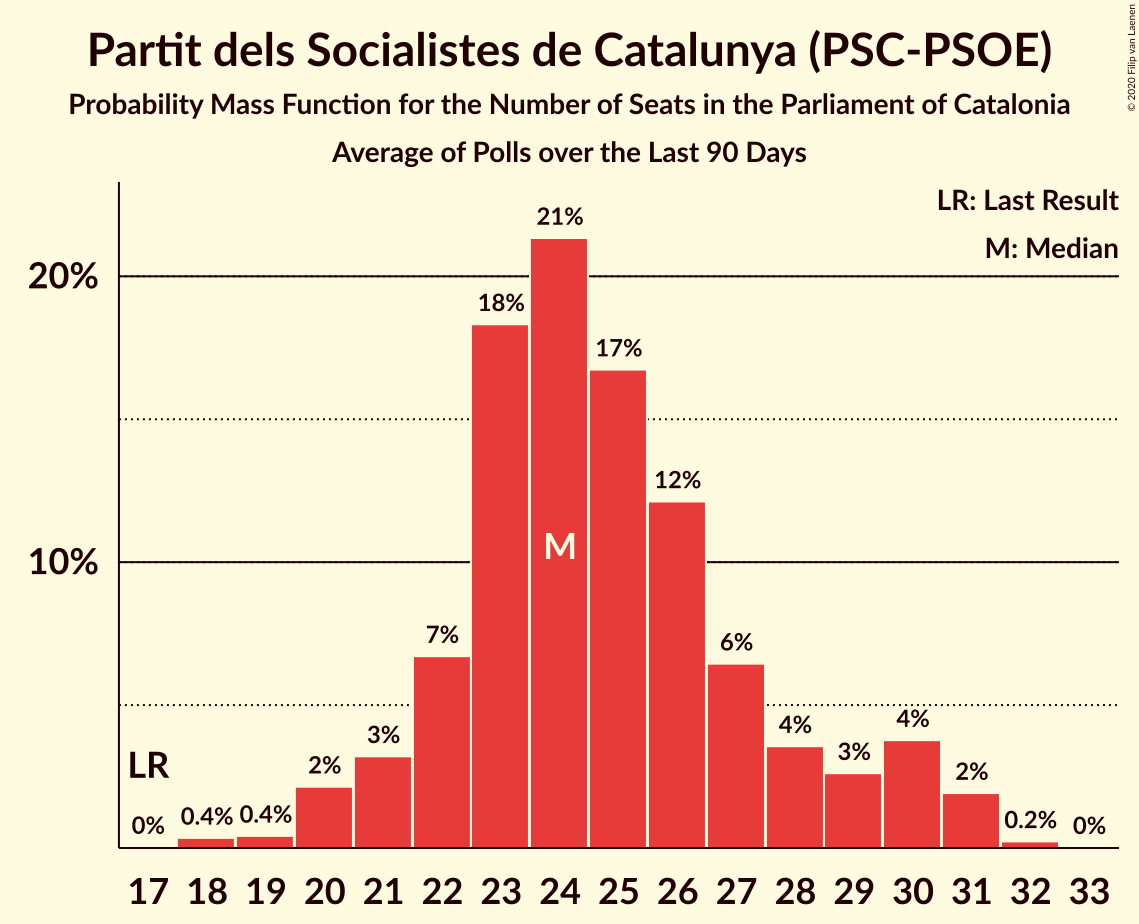 Partit dels Socialistes de Catalunya (PSC-PSOE)
Probability Mass Function for the Number of Seats in the Parliament of Catalonia
Average of Polls over the Last 90 Days
© 2020 Filip van Laenen
LR: Last Result
M: Median
20%
10%
0% 0.4% 0.4% 2% 3% 7% 18% 21% 17% 12% 6% 4% 3% 4% 2% 0.2% 0%
LR
M
17 18 19 20 21 22 23 24 25 26 27 28 29 30 31 32 33